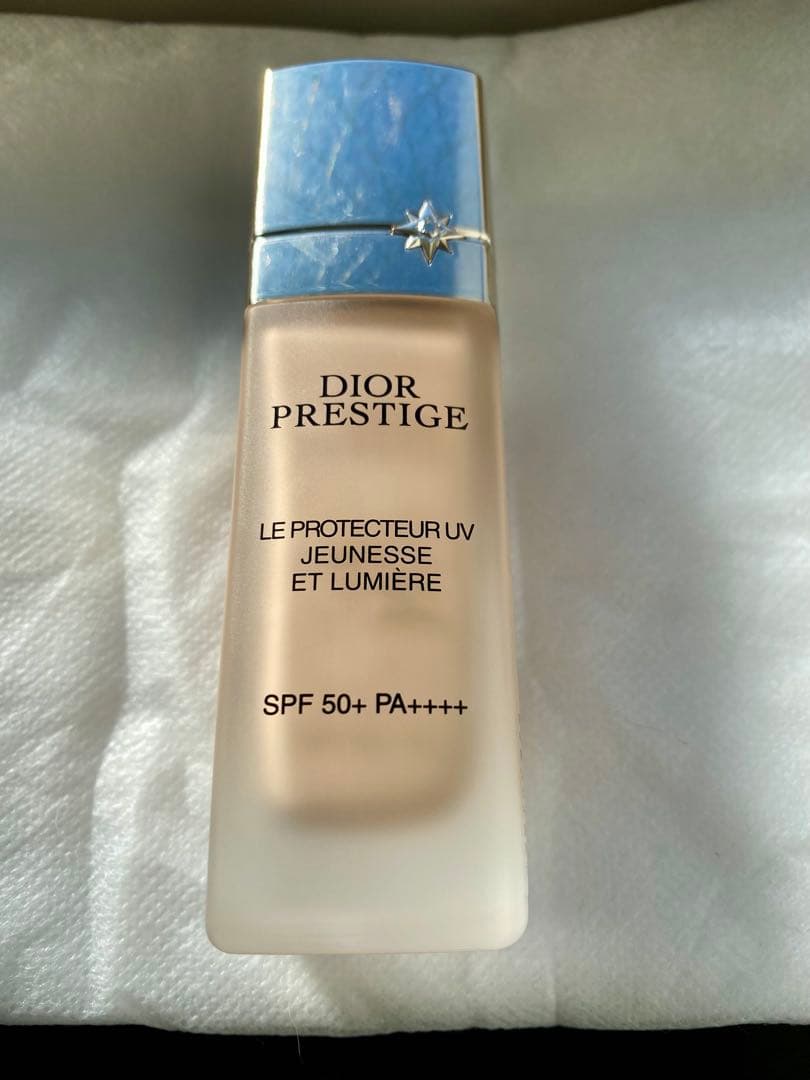 DIOR
PRESTIGE
LE PROTECTEUR UV
JEUNESSE
ET LUMIÈRE
SPF 50+ PA++++